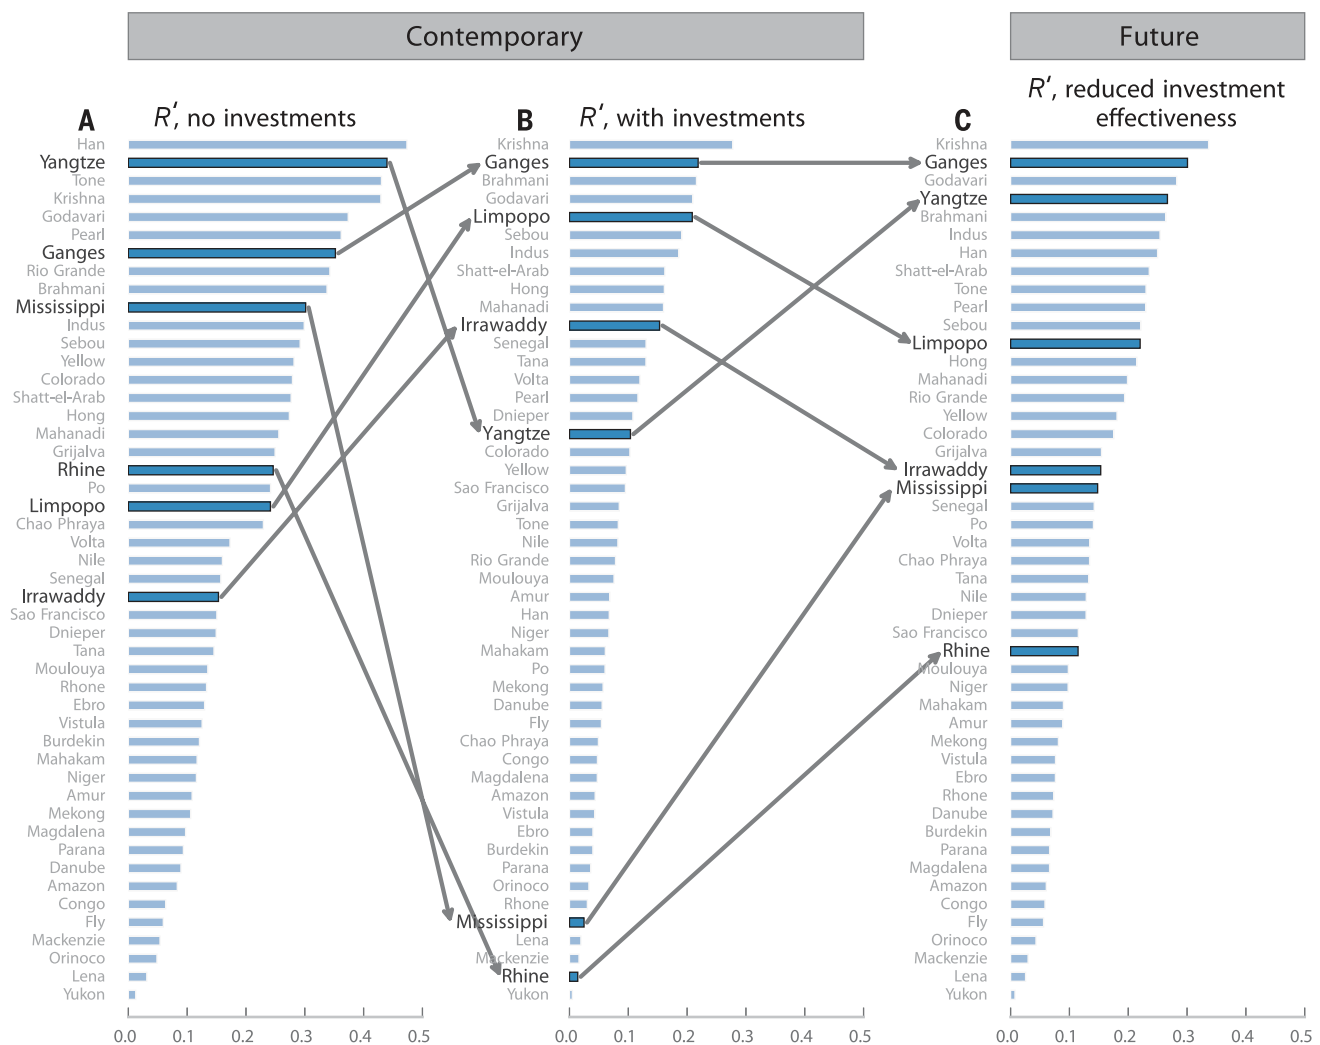 Contemporary
Future
A
R‘, no investments
B
R‘, with investments
C
R‘, reduced investment
effectiveness
Han
Yangtze
Tone
Krishna
Godavari
Pearl
Ganges
Rio Grande
Brahmani
Mississippi
Indus
Sebou
Yellow
Colorado
Shatt-el-Arab
Hong
Mahanadi
Grijalva
Rhine
Po
Limpopo
Chao Phraya
Volta
Nile
Senegal
Irrawaddy
Sao Francisco
Dnieper
Tana
Moulouya
Rhone
Ebro
Vistula
Burdekin
Mahakam
Niger
Amur
Mekong
Magdalena
Parana
Danube
Amazon
Congo
Fly
Mackenzie
Orinoco
Lena
Yukon
0.0 0.1 0.2 0.3 0.4 0.5
Krishna
Ganges
Brahmani
Godavari
Limpopo
Sebou
Indus
Shatt-el-Arab
Hong
Mahanadi
Irrawaddy
Senegal
Tana
Volta
Pearl
Dnieper
Yangtze
Colorado
Yellow
Sao Francisco
Grijalva
Tone
Nile
Rio Grande
Moulouya
Amur
Han
Niger
Mahakam
Po
Mekong
Danube
Fly
Chao Phraya
Congo
Magdalena
Amazon
Vistula
Ebro
Burdekin
Parana
Orinoco
Rhone
Mississippi
Lena
Mackenzie
Rhine
Yukon
0.0 0.1 0.2 0.3 0.4 0.5
Krishna
Ganges
Godavari
Yangtze
Brahmani
Indus
Han
Shatt-el-Arab
Tone
Pearl
Sebou
Limpopo
Hong
Mahanadi
Rio Grande
Yellow
Colorado
Grijalva
Irrawaddy
Mississippi
Senegal
Po
Volta
Chao Phraya
Tana
Nile
Dnieper
Sao Francisco
Rhine
Moulouya
Niger
Mahakam
Amur
Mekong
Vistula
Ebro
Rhone
Danube
Burdekin
Parana
Magdalena
Amazon
Congo
Fly
Orinoco
Mackenzie
Lena
Yukon
0.0 0.1 0.2 0.3 0.4 0.5